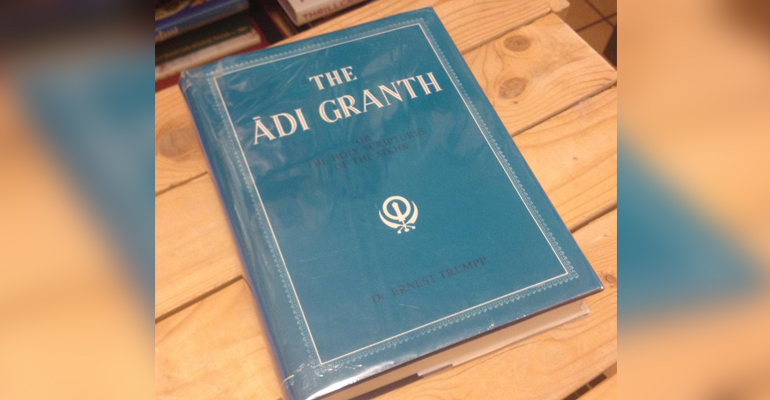 THE
ĀDI GRANTH
OR
THE HOLY SCRIPTURES
OF THE SIKHS
Dr. ERNEST TRUMPP